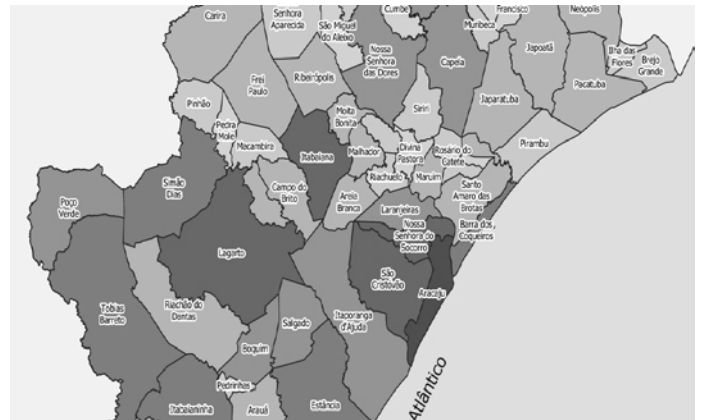 Carira
Senhora
Aparecida
São Miguel
do Aleixo
Cumbe
Muribeca
Francisco
Neópolis
Nossa
Senhora
das Dores
Capela
Japoatã
Ilha das
Flores
Brejo
Grande
Pacatuba
Frei
Paulo
Ribeirópolis
Japaratuba
Pinhão
Moita
Bonita
Siriri
Pedra
Mole
Macambira
Itabaiana
Malhador
Divina
Pastora
Rosário do
Catete
Pirambu
Riachuelo
Maruim
Simão
Dias
Campo do
Brito
Areia
Branca
Santo
Amaro das
Brotas
Poço
Verde
Laranjeiras
Nossa
Senhora do
Socorro
Barra dos
Coqueiros
Lagarto
São
Cristóvão
Aracaju
Tobias
Barreto
Riachão do
Dantas
Salgado
Itaporanga
d'Ajuda
Boquim
Pedrinhas
Itabaianinha
Arauá
Estância
Atlântico